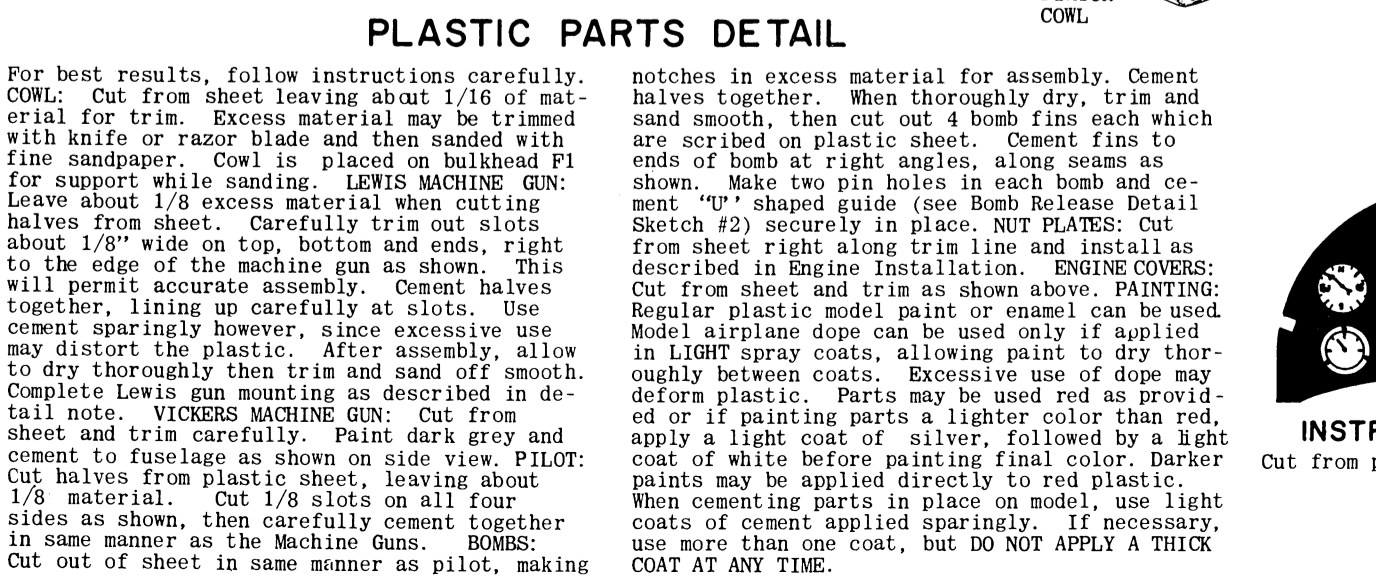 COWL
PLASTIC PARTS DETAIL
For best results, follow instructions carefully.
COWL: Cut from sheet leaving about 1/16 of mat-
erial for trim. Excess material may be trimmed
with knife or razor blade and then sanded with
fine sandpaper. Cowl is placed on bulkhead F1
for support while sanding. LEWIS MACHINE GUN:
Leave about 1/8 excess material when cutting
halves from sheet. Carefully trim out slots
about 1/8” wide on top, bottom and ends, right
to the edge of the machine gun as shown. This
will permit accurate assembly. Cement halves
together, lining up carefully at slots. Use
cement sparingly however, since excessive use
may distort the plastic. After assembly, allow
to dry thoroughly then trim and sand off smooth.
Complete Lewis gun mounting as described in de-
tail note. VICKERS MACHINE GUN: Cut from
sheet and trim carefully. Paint dark grey and
cement to fuselage as shown on side view. PILOT:
Cut halves from plastic sheet, leaving about
1/8 material. Cut 1/8 slots on all four
sides as shown, then carefully cement together
in same manner as the Machine Guns. BOMBS:
Cut out of sheet in same manner as pilot, making
notches in excess material for assembly. Cement
halves together. When thoroughly dry, trim and
sand smooth, then cut out 4 bomb fins each which
are scribed on plastic sheet. Cement fins to
ends of bomb at right angles, along seams as
shown. Make two pin holes in each bomb and ce-
ment “U’’ shaped guide (see Bomb Release Detail
Sketch #2) securely in place. NUT PLATES: Cut
from sheet right along trim line and install as
described in Engine Installation. ENGINE COVERS:
Cut from sheet and trim as shown above. PAINTING:
Regular plastic model paint or enamel can be used.
Model airplane dope can be used only if applied
in LIGHT spray coats, allowing paint to dry thor-
oughly between coats. Excessive use of dope may
deform plastic. Parts may be used red as provid-
ed or if painting parts a lighter color than red,
apply a light coat of silver, followed by a light
coat of white before painting final color. Darker
paints may be applied directly to red plastic.
When cementing parts in place on model, use light
coats of cement applied sparingly. If necessary,
use more than one coat, but DO NOT APPLY A THICK
COAT AT ANY TIME.
INSTR
Cut from p